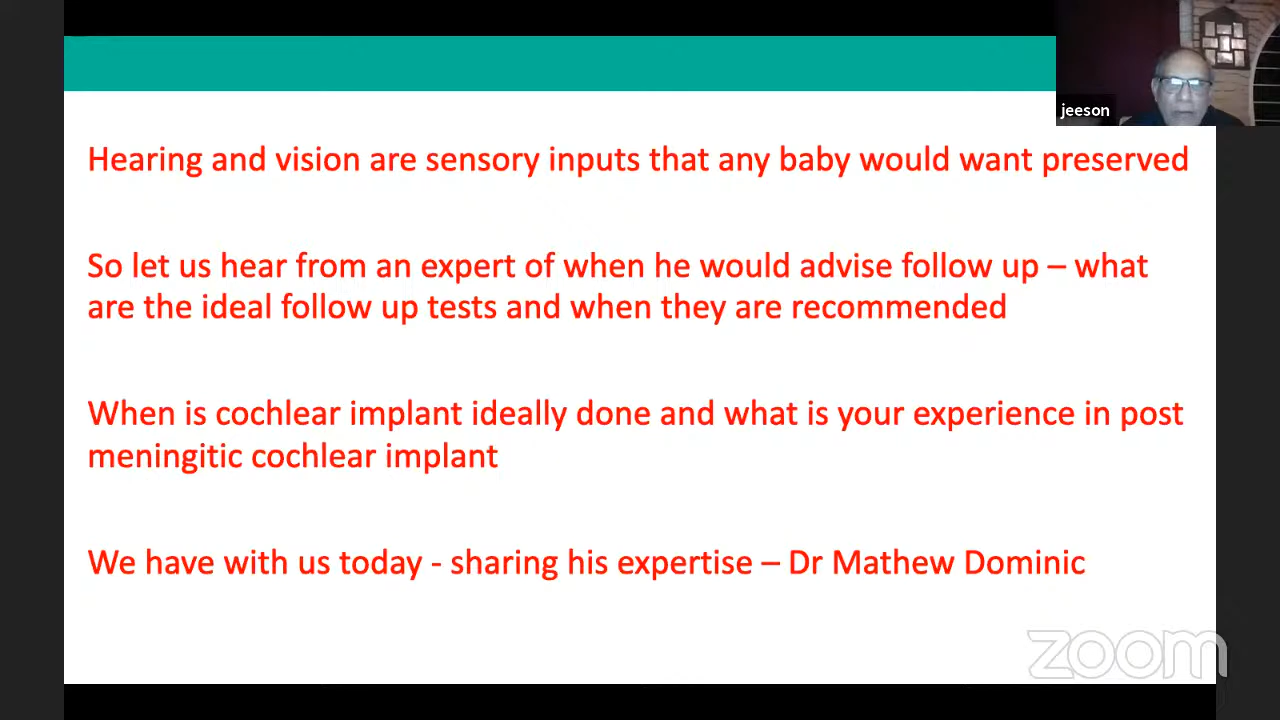 jeeson
Hearing and vision are sensory inputs that any baby would want preserved
So let us hear from an expert of when he would advise follow up – what
are the ideal follow up tests and when they are recommended
When is cochlear implant ideally done and what is your experience in post
meningitic cochlear implant
We have with us today - sharing his expertise – Dr Mathew Dominic
zoom